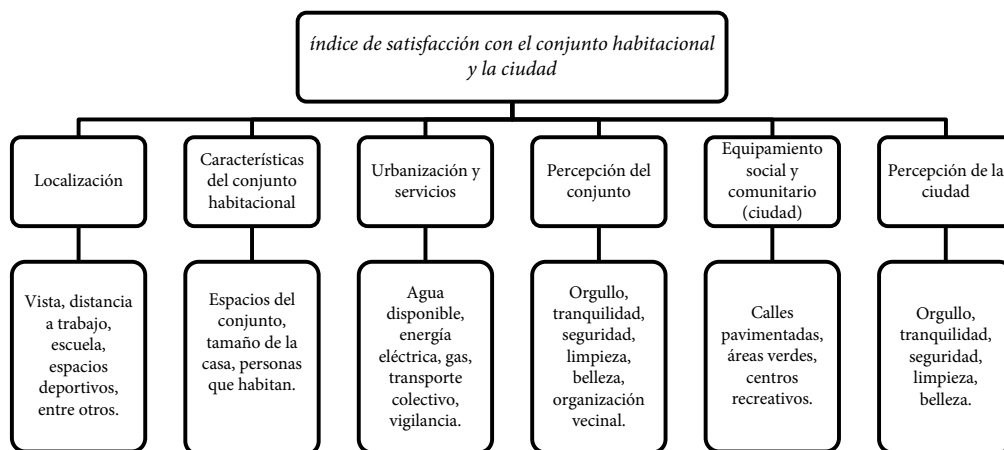 índice de satisfacción con el conjunto habitacional
y la ciudad
Localización
Características
del conjunto
habitacional
Urbanización y
servicios
Percepción del
conjunto
Equipamiento
social y
comunitario
(ciudad)
Percepción de la
ciudad
Vista, distancia
a trabajo,
escuela,
espacios
deportivos,
entre otros.
Espacios del
conjunto,
tamaño de la
casa, personas
que habitan.
Agua
disponible,
energía
eléctrica, gas,
transporte
colectivo,
vigilancia.
Orgullo,
tranquilidad,
seguridad,
limpieza,
belleza,
organización
vecinal.
Calles
pavimentadas,
áreas verdes,
centros
recreativos.
Orgullo,
tranquilidad,
seguridad,
limpieza,
belleza.